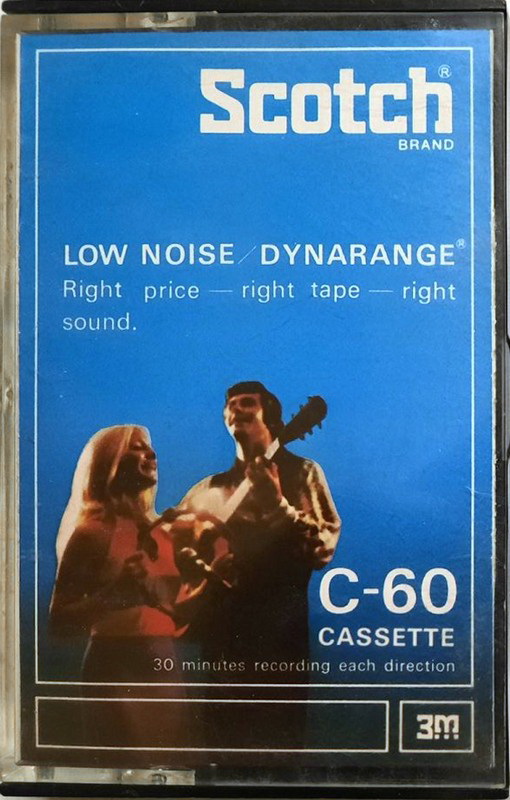 Scotch®
BRAND
LOW NOISE/DYNARANGE®
Right price — right tape — right
sound.
C-60
CASSETTE
30 minutes recording each direction
3M